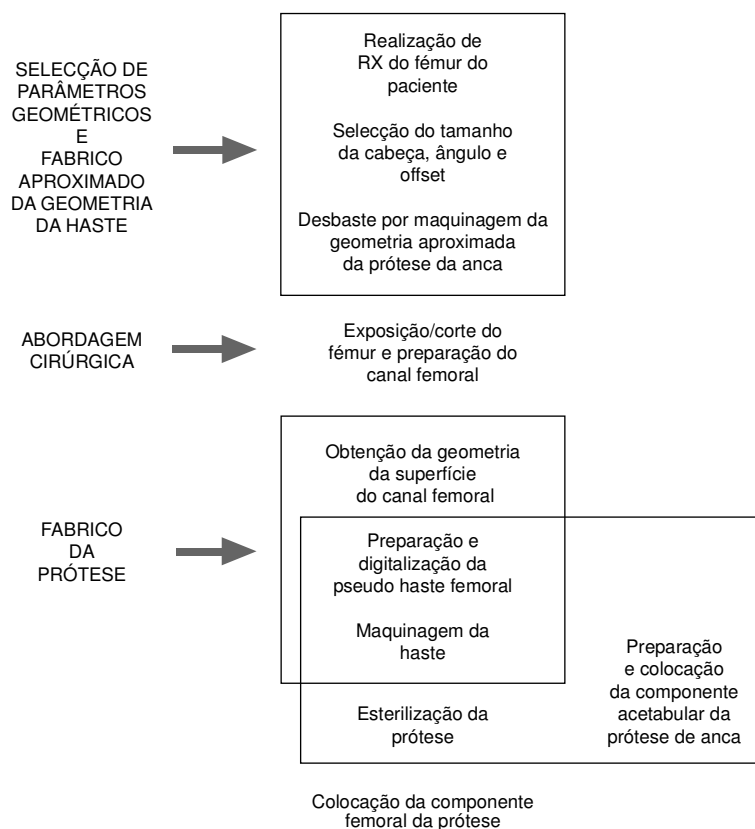 SELECÇÃO DE
PARÂMETROS
GEOMÉTRICOS
E
FABRICO
APROXIMADO
DA GEOMETRIA
DA HASTE
Realização de
RX do fémur do
paciente
Selecção do tamanho
da cabeça, ângulo e
offset
Desbaste por maquinagem da
geometria aproximada
da prótese da anca
ABORDAGEM
CIRÚRGICA
Exposição/corte do
fémur e preparação do
canal femoral
FABRICO
DA
PRÓTESE
Obtenção da geometria
da superfície
do canal femoral
Preparação e
digitalização da
pseudo haste femoral
Maquinagem da
haste
Esterilização da
prótese
Preparação
e colocação
da componente
acetabular da
prótese de anca
Colocação da componente
femoral da prótese